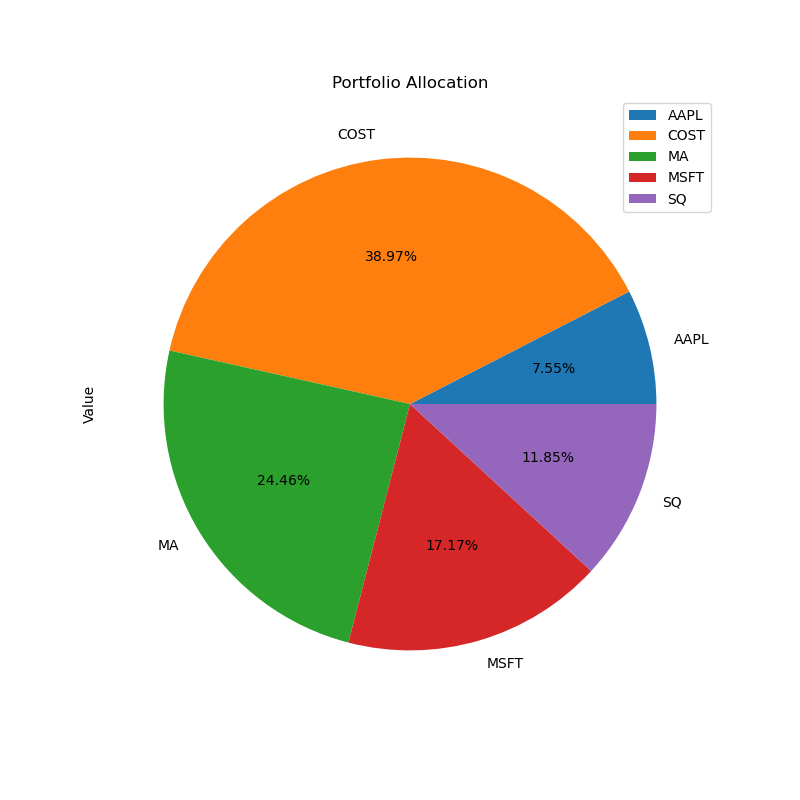 Portfolio Allocation
AAPL
COST
MA
MSFT
SQ
COST
38.97%
AAPL
7.55%
Value
11.85%
24.46%
SQ
MA
17.17%
MSFT